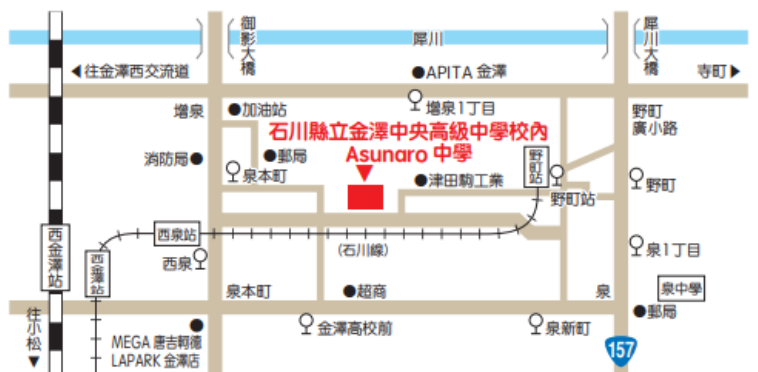 御影大橋
犀川
犀川大橋
◀往金澤西交流道
●APITA 金澤
寺町▶
增泉
●加油站
增泉1丁目
野町
廣小路
石川縣立金澤中央高級中學校內
Asunaro 中學
消防局●
●郵局
泉本町
●津田駒工業
野町站
野町站
野町
西金澤站
西金澤站
西泉站
西泉
(石川線)
泉1丁目
泉本町
●超商
泉
泉中學
●郵局
往小松▼
MEGA 唐吉軻德
LAPARK 金澤店
金澤高校前
泉新町
157